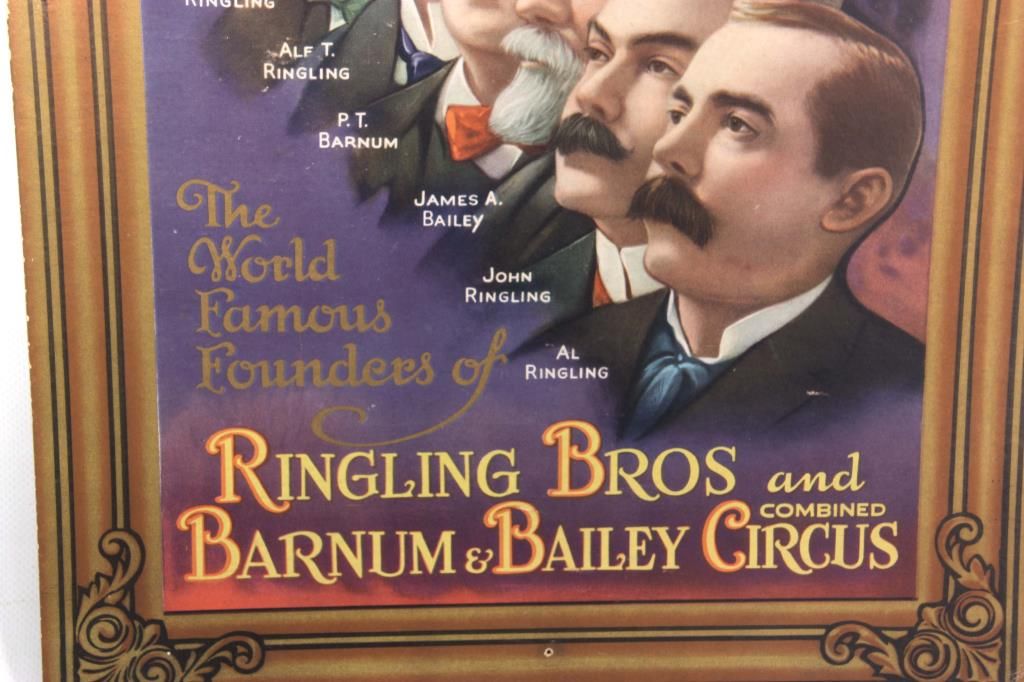 RINGLING
ALF T.
RINGLING
P.T.
BARNUM
JAMES A.
BAILEY
JOHN
RINGLING
AL
RINGLING
The
World
Famous
Founders of
RINGLING BROS and
BARNUM & BAILEY COMBINED CIRCUS